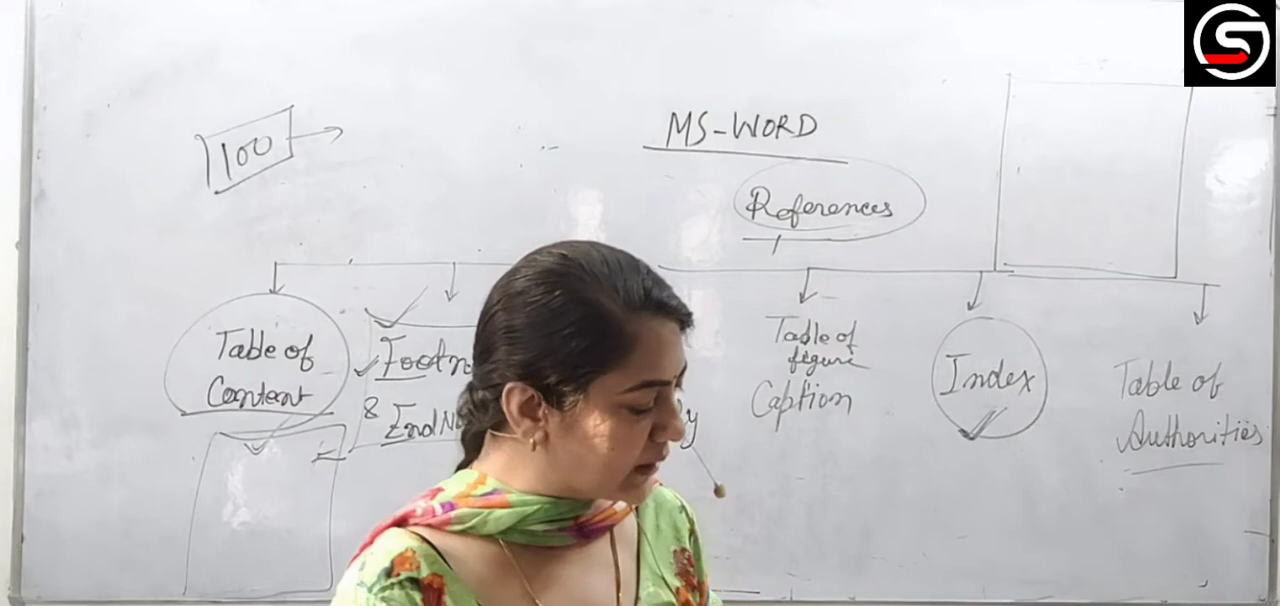 100
MS-WORD
References
Table of
Content
Footn
& EndN
y
Table of
figure
Caption
Index
Table of
Authorities